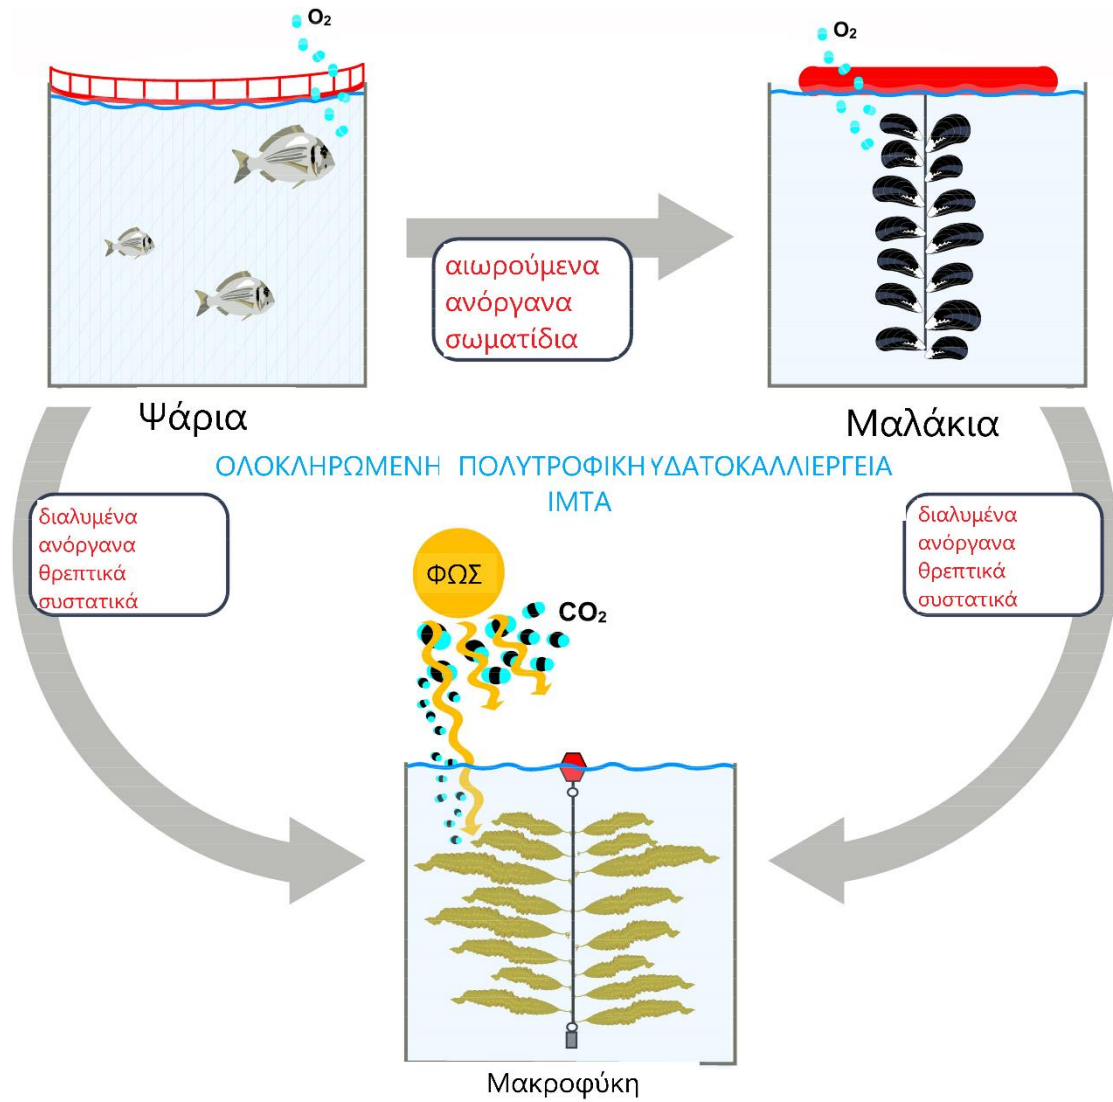 O₂
O₂
αιωρούμενα
ανόργανα
σωματίδια
Ψάρια
Μαλάκια
ΟΛΟΚΛΗΡΩΜΕΝΗ ΠΟΛΥΤΡΟΦΙΚΗ ΥΔΑΤΟΚΑΛΛΙΕΡΓΕΙΑ
IMTA
διαλυμένα
ανόργανα
θρεπτικά
συστατικά
διαλυμένα
ανόργανα
θρεπτικά
συστατικά
ΦΩΣ
CO₂
Μακροφύκη